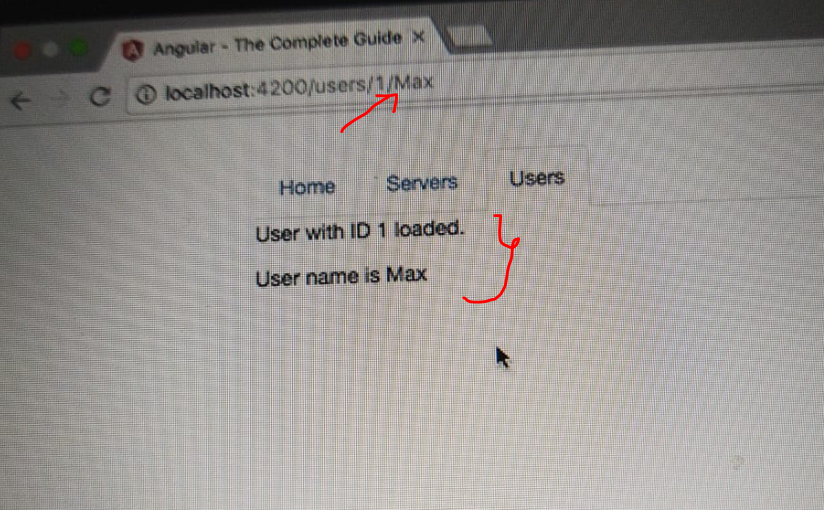 Angular - The Complete Guide
localhost:4200/users/1/Max
Home Servers Users
User with ID 1 loaded.
User name is Max